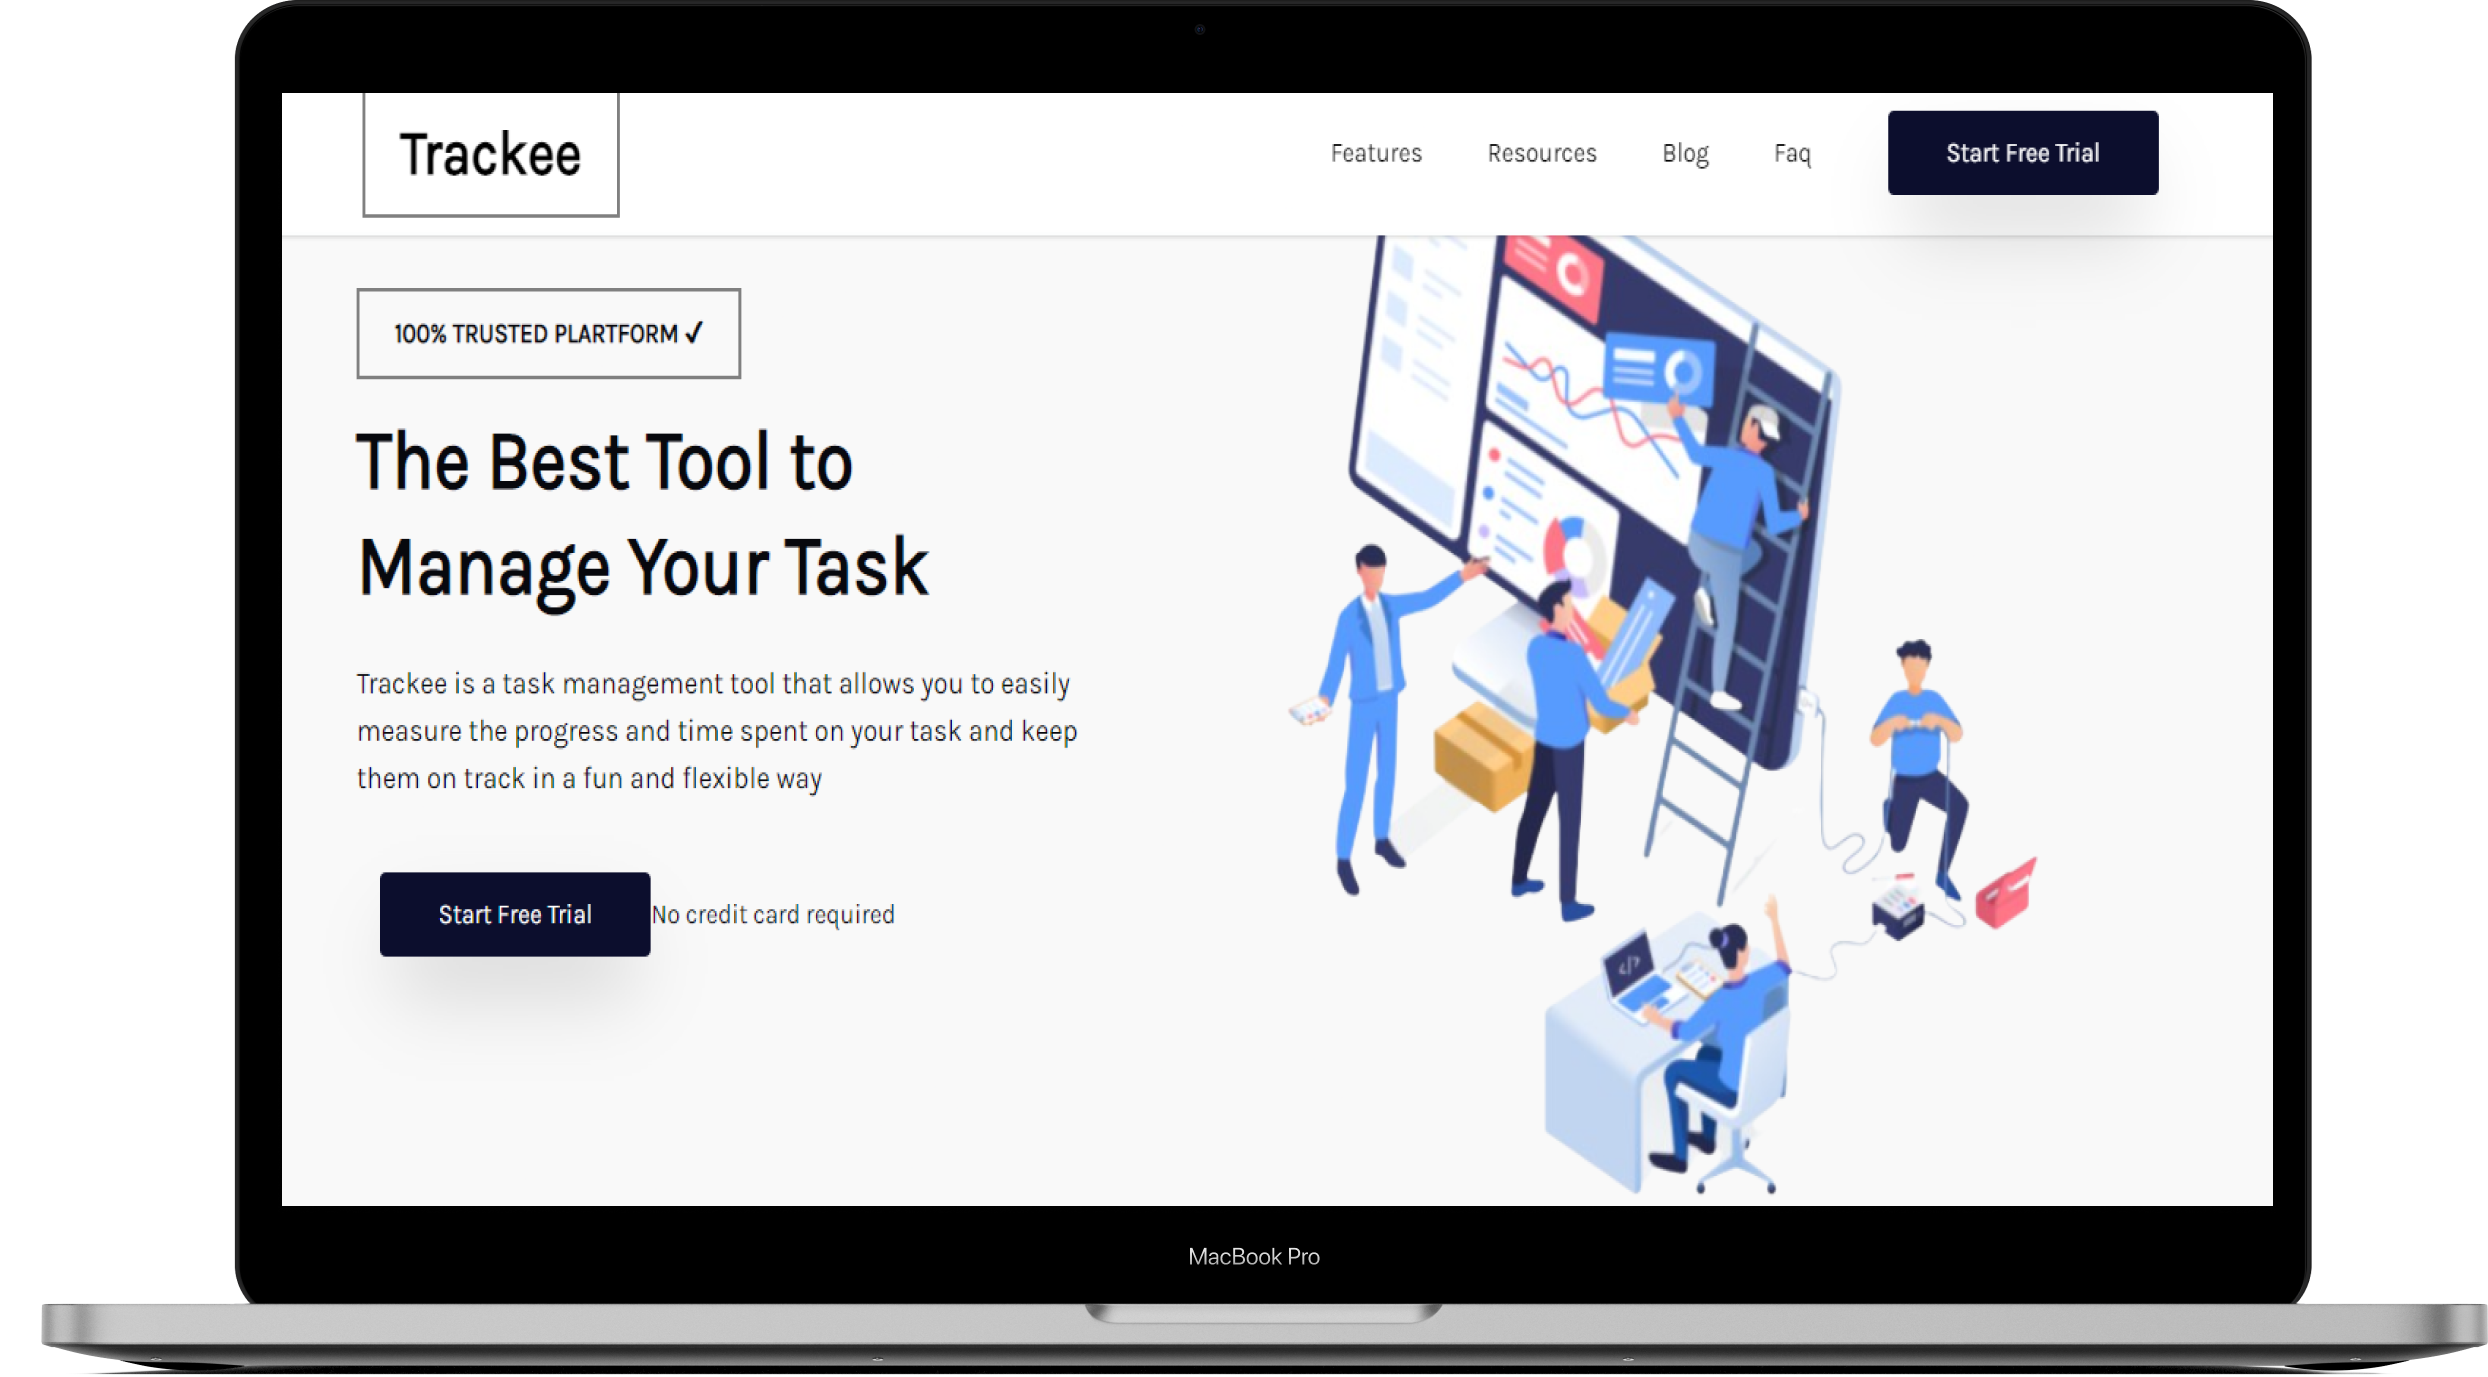 Trackee
Features Resources Blog Faq Start Free Trial
100% TRUSTED PLARTFORM ✓
The Best Tool to
Manage Your Task
Trackee is a task management tool that allows you to easily
measure the progress and time spent on your task and keep
them on track in a fun and flexible way
Start Free Trial No credit card required
</>
MacBook Pro